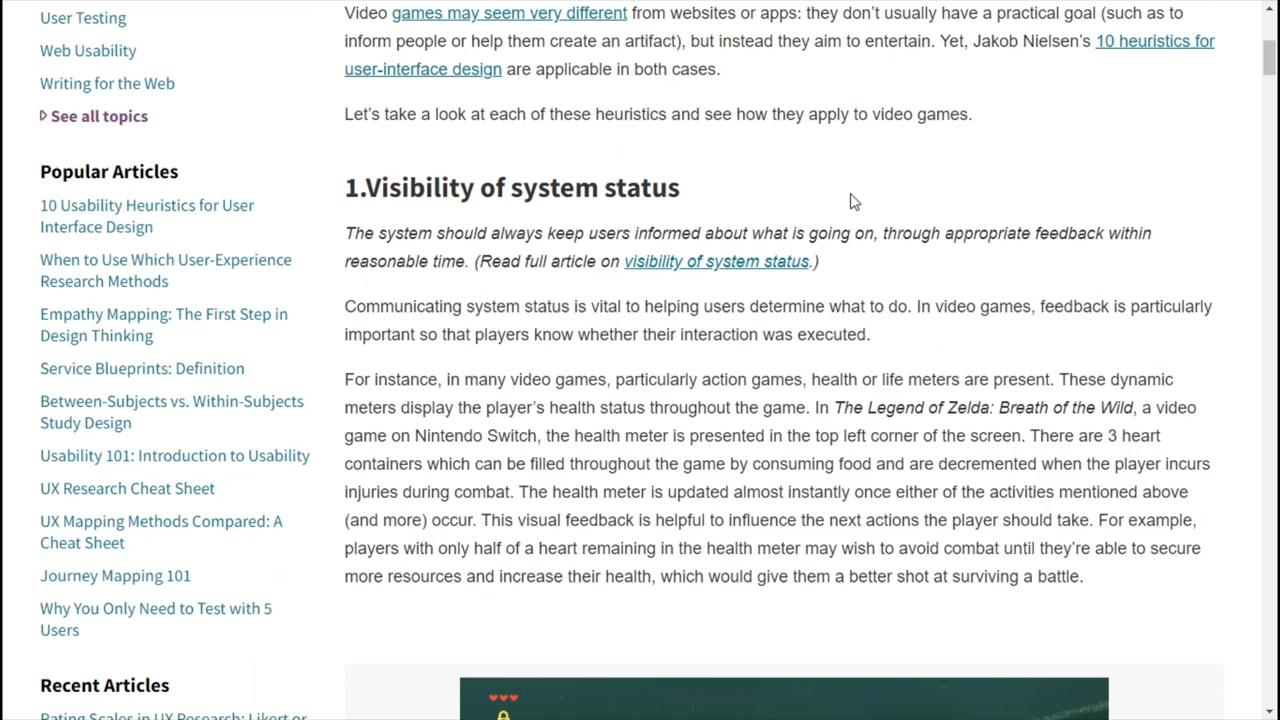 User Testing
Web Usability
Writing for the Web
See all topics
Popular Articles
10 Usability Heuristics for User
Interface Design
When to Use Which User-Experience
Research Methods
Empathy Mapping: The First Step in
Design Thinking
Service Blueprints: Definition
Between-Subjects vs. Within-Subjects
Study Design
Usability 101: Introduction to Usability
UX Research Cheat Sheet
UX Mapping Methods Compared: A
Cheat Sheet
Journey Mapping 101
Why You Only Need to Test with 5
Users
Recent Articles
Rating Scales in UX Research: Likert or
Video games may seem very different from websites or apps: they don’t usually have a practical goal (such as to
inform people or help them create an artifact), but instead they aim to entertain. Yet, Jakob Nielsen’s 10 heuristics for
user-interface design are applicable in both cases.
Let’s take a look at each of these heuristics and see how they apply to video games.
1.Visibility of system status
The system should always keep users informed about what is going on, through appropriate feedback within
reasonable time. (Read full article on visibility of system status.)
Communicating system status is vital to helping users determine what to do. In video games, feedback is particularly
important so that players know whether their interaction was executed.
For instance, in many video games, particularly action games, health or life meters are present. These dynamic
meters display the player’s health status throughout the game. In The Legend of Zelda: Breath of the Wild, a video
game on Nintendo Switch, the health meter is presented in the top left corner of the screen. There are 3 heart
containers which can be filled throughout the game by consuming food and are decremented when the player incurs
injuries during combat. The health meter is updated almost instantly once either of the activities mentioned above
(and more) occur. This visual feedback is helpful to influence the next actions the player should take. For example,
players with only half of a heart remaining in the health meter may wish to avoid combat until they’re able to secure
more resources and increase their health, which would give them a better shot at surviving a battle.